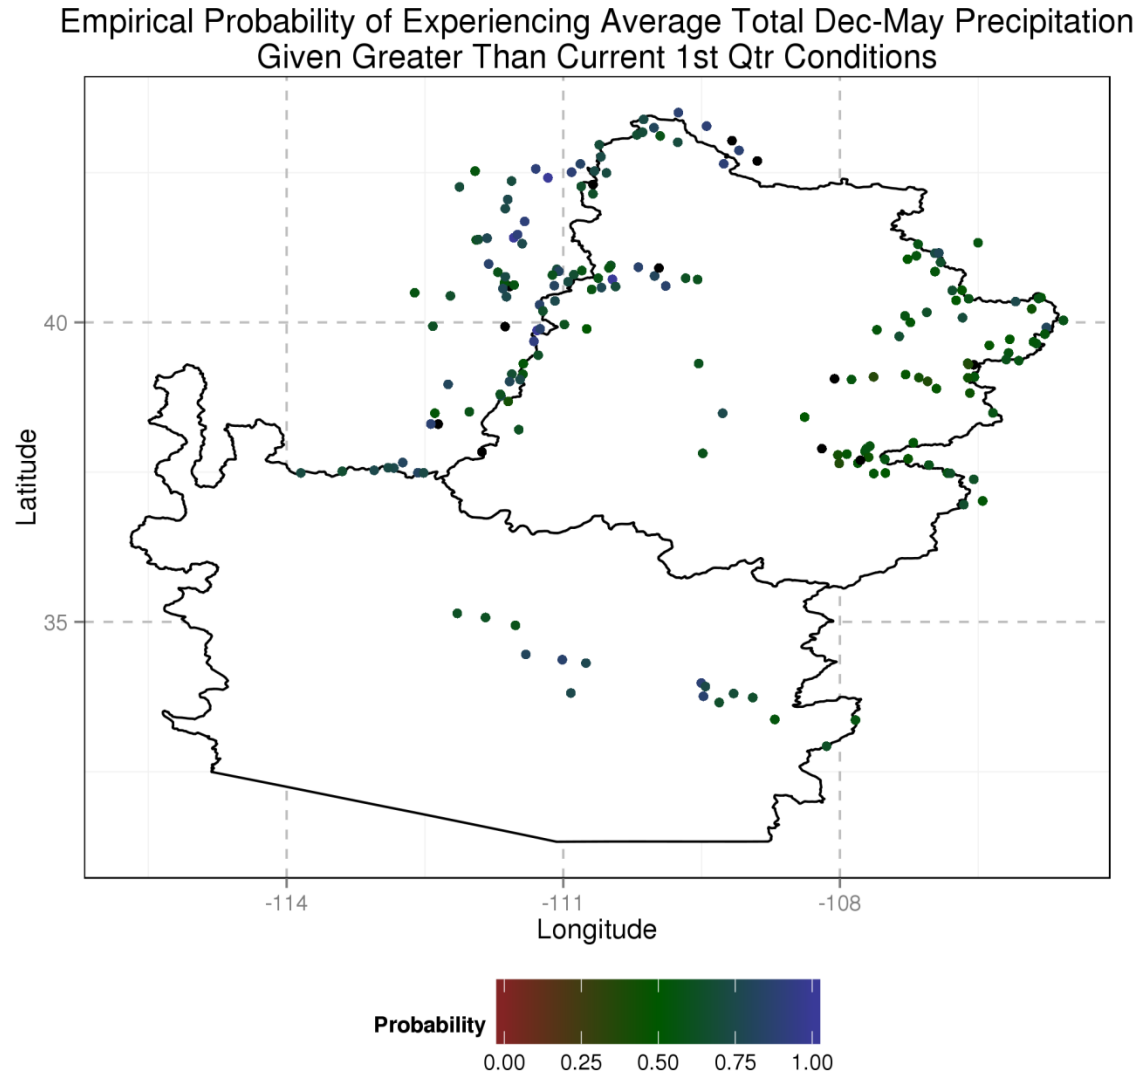 Empirical Probability of Experiencing Average Total Dec-May Precipitation
Given Greater Than Current 1st Qtr Conditions
Latitude
40
35
-114
-111
-108
Longitude
Probability
0.00
0.25
0.50
0.75
1.00